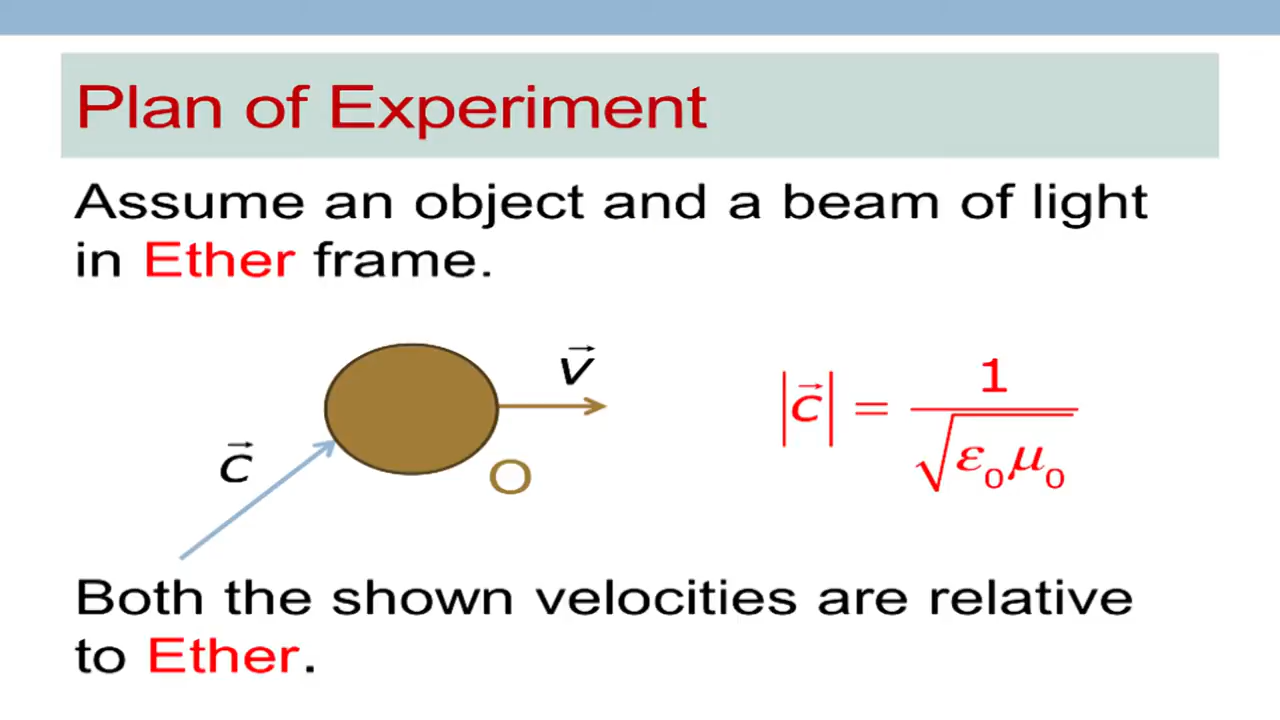 Plan of Experiment
Assume an object and a beam of light
in Ether frame.
v⃗
c⃗
O
|c⃗| = 1 / √(ε₀μ₀)
Both the shown velocities are relative
to Ether.